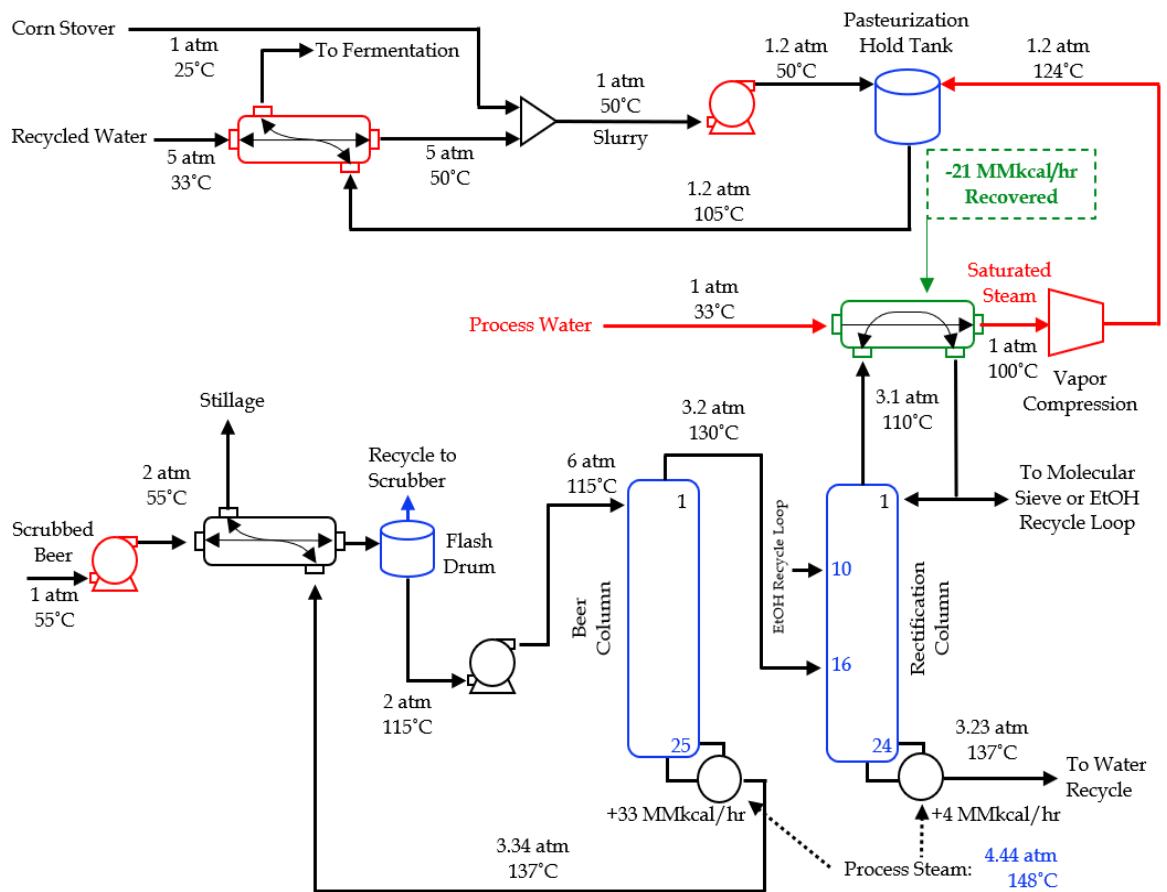 Corn Stover
1 atm
25°C
To Fermentation
Recycled Water
5 atm
33°C
5 atm
50°C
1 atm
50°C
Slurry
1.2 atm
50°C
Pasteurization
Hold Tank
1.2 atm
124°C
1.2 atm
105°C
-21 MMkcal/hr
Recovered
Process Water
1 atm
33°C
Saturated
Steam
1 atm
100°C
Vapor
Compression
3.1 atm
110°C
Stillage
2 atm
55°C
Scrubbed
Beer
1 atm
55°C
Recycle to
Scrubber
Flash
Drum
2 atm
115°C
6 atm
115°C
3.2 atm
130°C
1
Beer
Column
25
+33 MMkcal/hr
EtOH Recycle Loop
1
10
16
24
Rectification
Column
To Molecular
Sieve or EtOH
Recycle Loop
3.23 atm
137°C
To Water
Recycle
+4 MMkcal/hr
3.34 atm
137°C
Process Steam: 4.44 atm
148°C